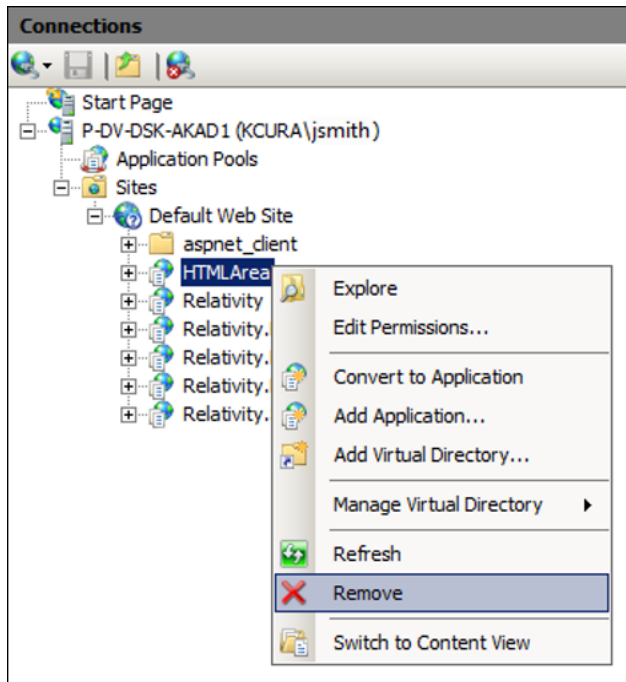 Connections
Start Page
P-DV-DSK-AKAD1 (KCURA\jsmith)
Application Pools
Sites
Default Web Site
aspnet_client
HTMLArea
Relativity
Relativity.
Relativity.
Relativity.
Relativity.
Explore
Edit Permissions...
Convert to Application
Add Application...
Add Virtual Directory...
Manage Virtual Directory
Refresh
Remove
Switch to Content View